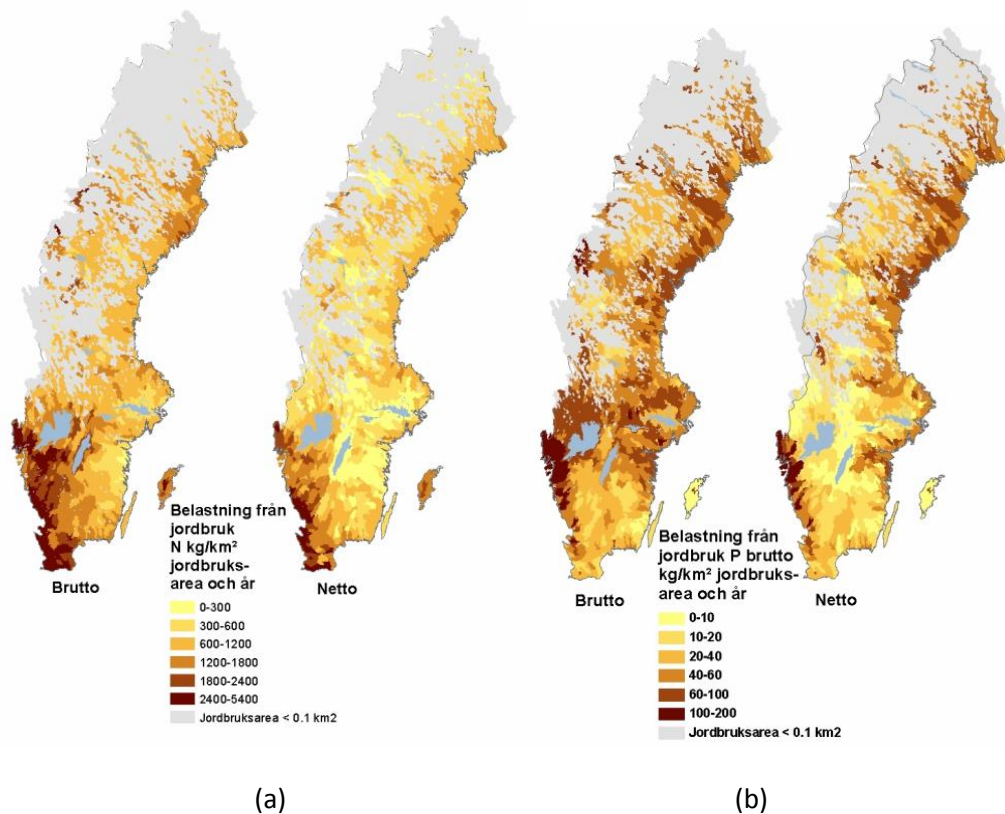 Belastning från
jordbruk
N kg/km² 
jordbruks-
area och år
Brutto
Netto
0-300
300-600
600-1200
1200-1800
1800-2400
2400-5400
Jordbruksarea < 0.1 km2
(a)
Belastning från
jordbruk P brutto
kg/km² jordbruks-
area och år
Brutto
Netto
0-10
10-20
20-40
40-60
60-100
100-200
Jordbruksarea < 0.1 km2
(b)